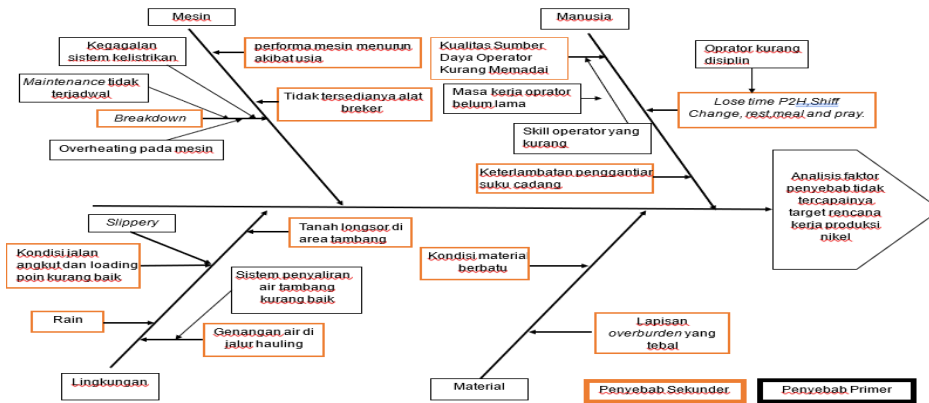 Mesin
Manusia
Kegagalan
sistem kelistrikan
performa mesin menurun
akibat usia
Kualitas Sumber
Daya Operator
Kurang Memadai
Oprator kurang
disiplin
Maintenance tidak
terjadwal
Tidak tersedianya alat
breker
Masa kerja oprator
belum lama
Lose time P2H,Shiff
Change, rest,meal and pray.
Breakdown
Overheating pada mesin
Skill operator yang
kurang
Keterlambatan penggantiar
suku cadang
Analisis faktor
penyebab tidak
tercapainya
target rencana
kerja produksi
nikel
Slippery
Tanah longsor di
area tambang
Kondisi jalan
angkut dan loading
poin kurang baik
Sistem penyaliran
air tambang
kurang baik
Kondisi materia
berbatu
Rain
Genangan air di
jalur hauling
Lapisan
overburden yang
tebal
Lingkungan
Material
Penyebab Sekunder
Penyebab Primer